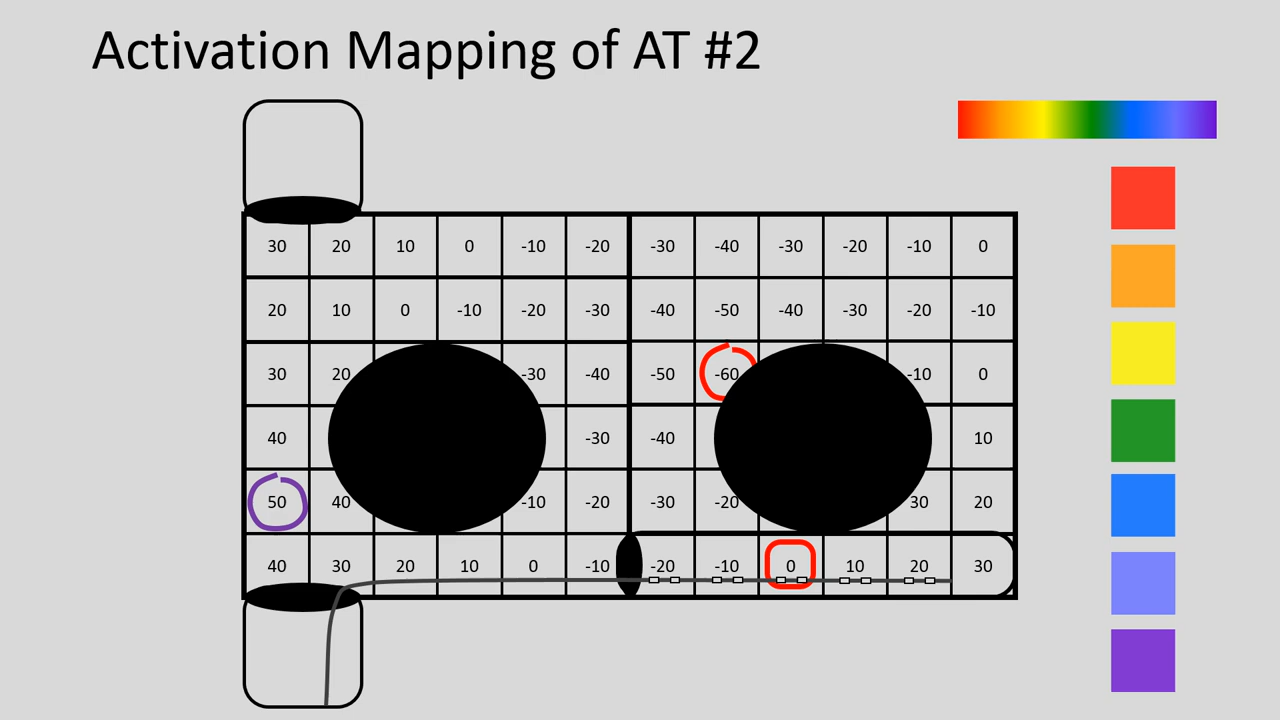 Activation Mapping of AT #2
30 20 10 0 -10 -20 -30 -40 -30 -20 -10 0
20 10 0 -10 -20 -30 -40 -50 -40 -30 -20 -10
30 20 -30 -40 -50 -60 -10 0
40 -30 -40 10
50 40 -10 -20 -30 -20 30 20
40 30 20 10 0 -10 -20 -10 0 10 20 30